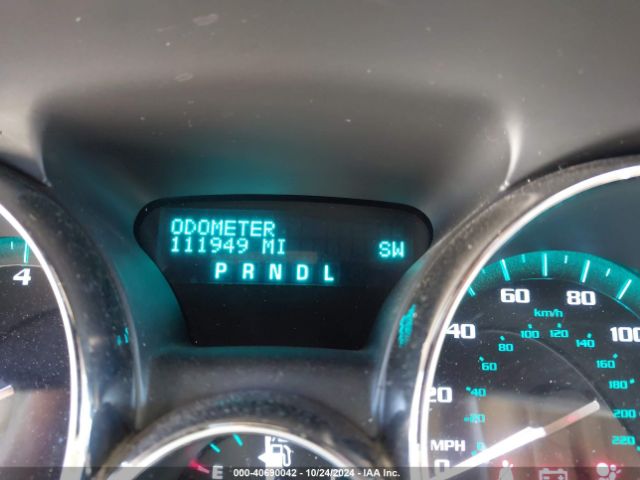 ODOMETER
111949 MI SW
P R N D L
4
60 80
km/h
40 100 120 100
80 140
60 160
20 40 180
20 200
MPH 0 220
0
E
000-40690042 - 10/24/2024 - IAA Inc.